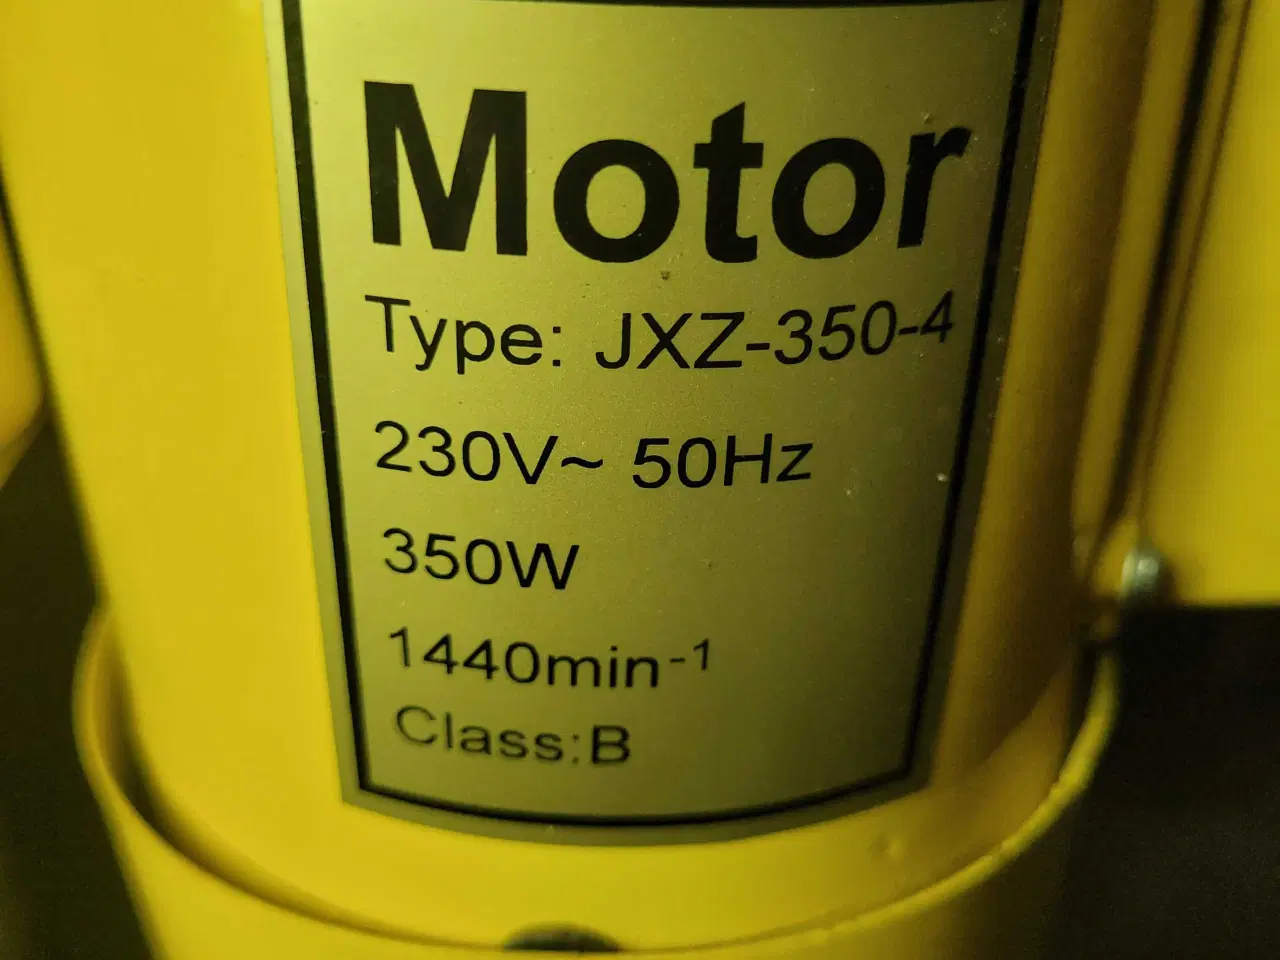 Motor
Type: JXZ-350-4
230V~ 50Hz
350W
1440min⁻¹
Class:B